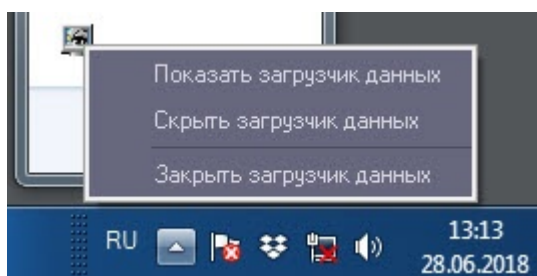 Показать загрузчик данных
Скрыть загрузчик данных
Закрыть загрузчик данных
RU
13:13
28.06.2018